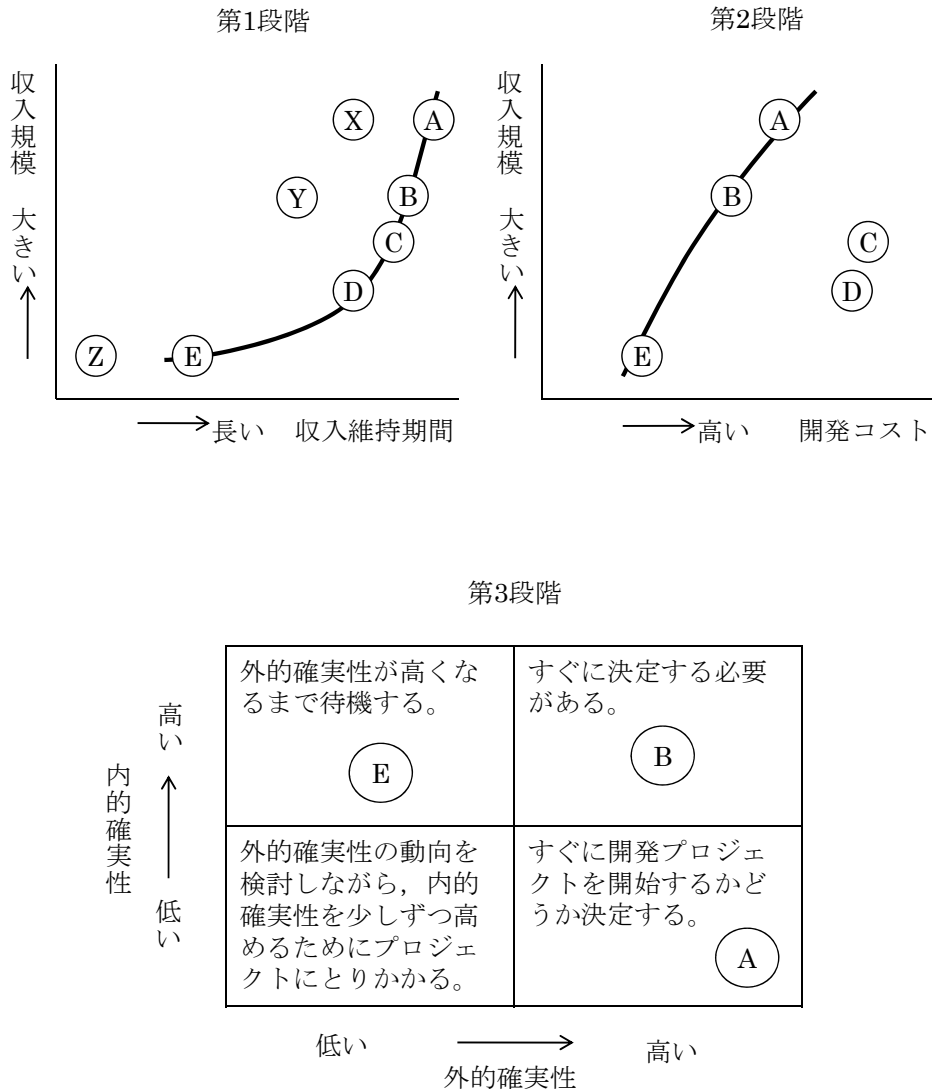 第1段階
収入規模 大きい
X
A
Y
B
C
D
Z
E
長い 収入維持期間
第2段階
収入規模 大きい
A
B
C
D
E
高い 開発コスト
第3段階
内的確実性
高い
低い
外的確実性が高くな
るまで待機する。
E
すぐに決定する必要
がある。
B
外的確実性の動向を
検討しながら，内的
確実性を少しずつ高
めるためにプロジェ
クトにとりかかる。
すぐに開発プロジェ
クトを開始するかど
うか決定する。
A
低い
高い
外的確実性